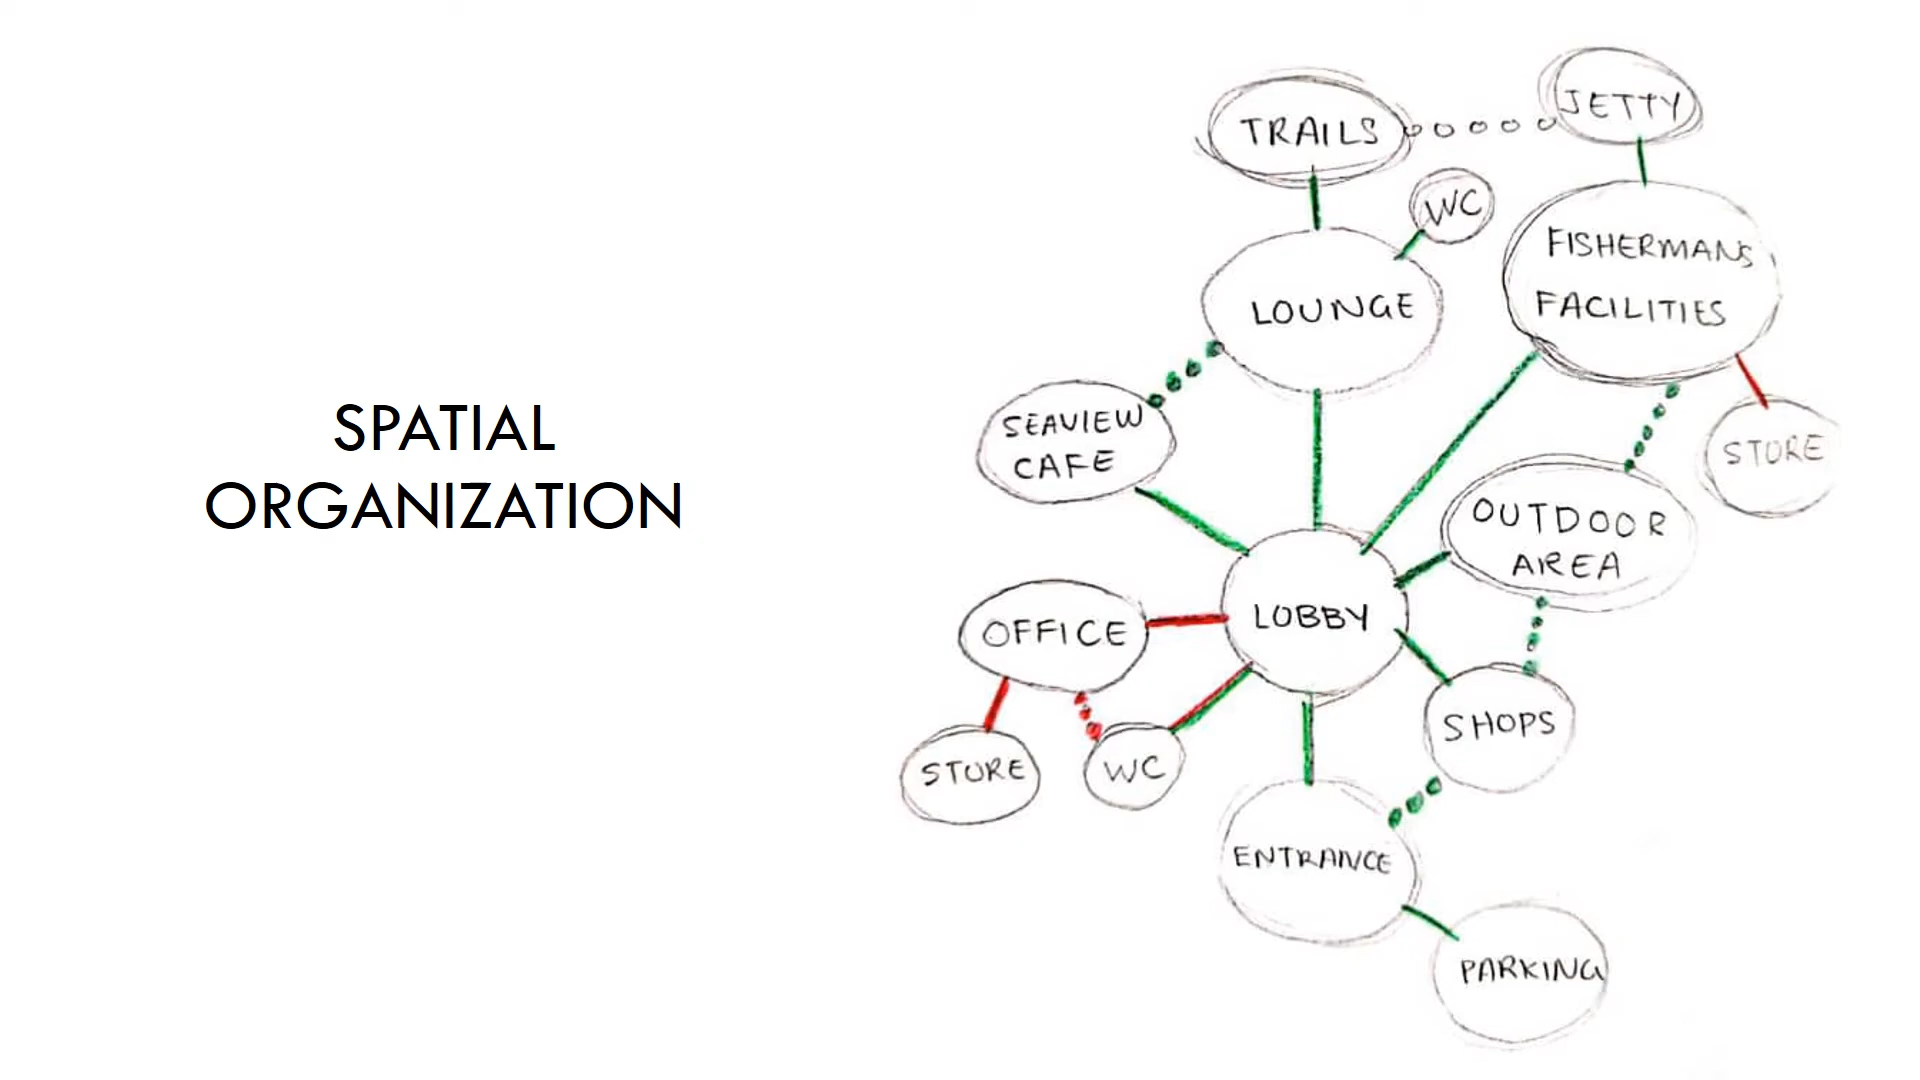 SPATIAL
ORGANIZATION
TRAILS
JETTY
WC
LOUNGE
FISHERMANS
FACILITIES
SEAVIEW
CAFE
STORE
OUTDOOR
AREA
LOBBY
OFFICE
SHOPS
STORE
WC
ENTRANCE
PARKING